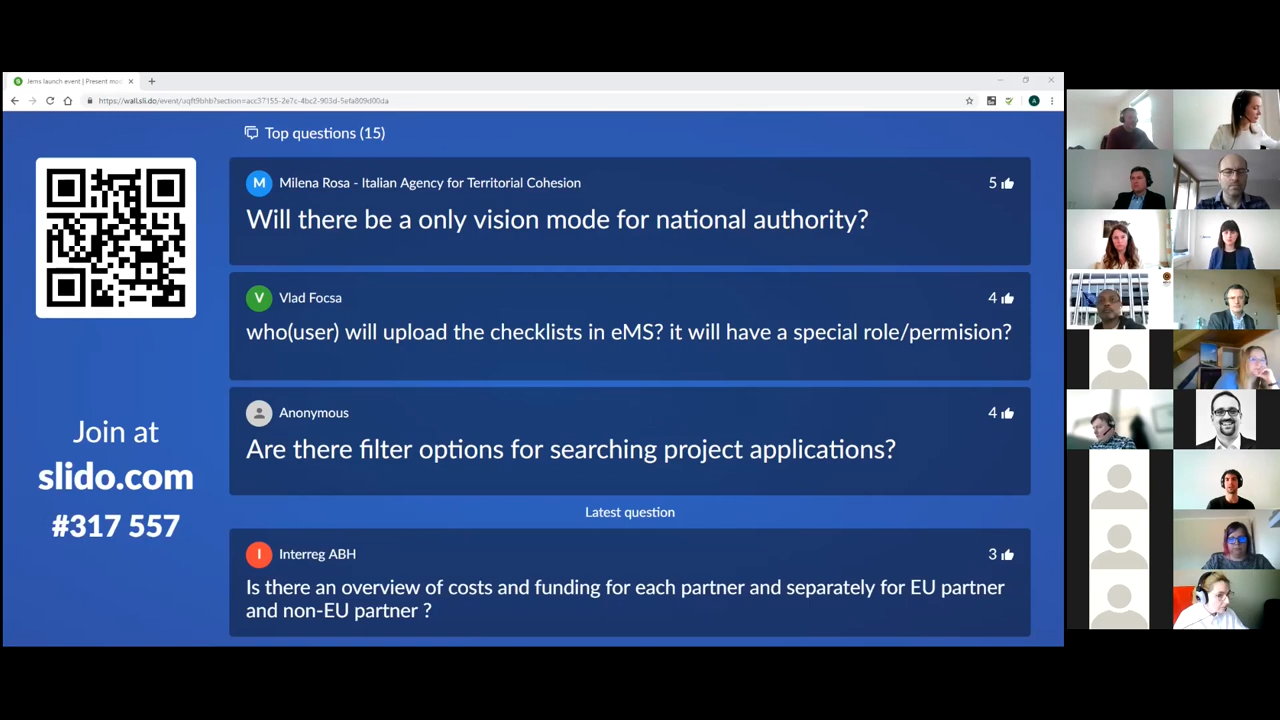 Jems launch event | Present mo
https://wall.sli.do/event/uqft9bhb?section=acc37155-2e7c-4bc2-903d-5efa809d00da
A
Top questions (15)
M Milena Rosa - Italian Agency for Territorial Cohesion 5
Will there be a only vision mode for national authority?
V Vlad Focsa 4
who(user) will upload the checklists in eMS? it will have a special role/permision?
Anonymous 4
Are there filter options for searching project applications?
Join at
slido.com
#317 557
Latest question
I Interreg ABH 3
Is there an overview of costs and funding for each partner and separately for EU partner
and non-EU partner ?